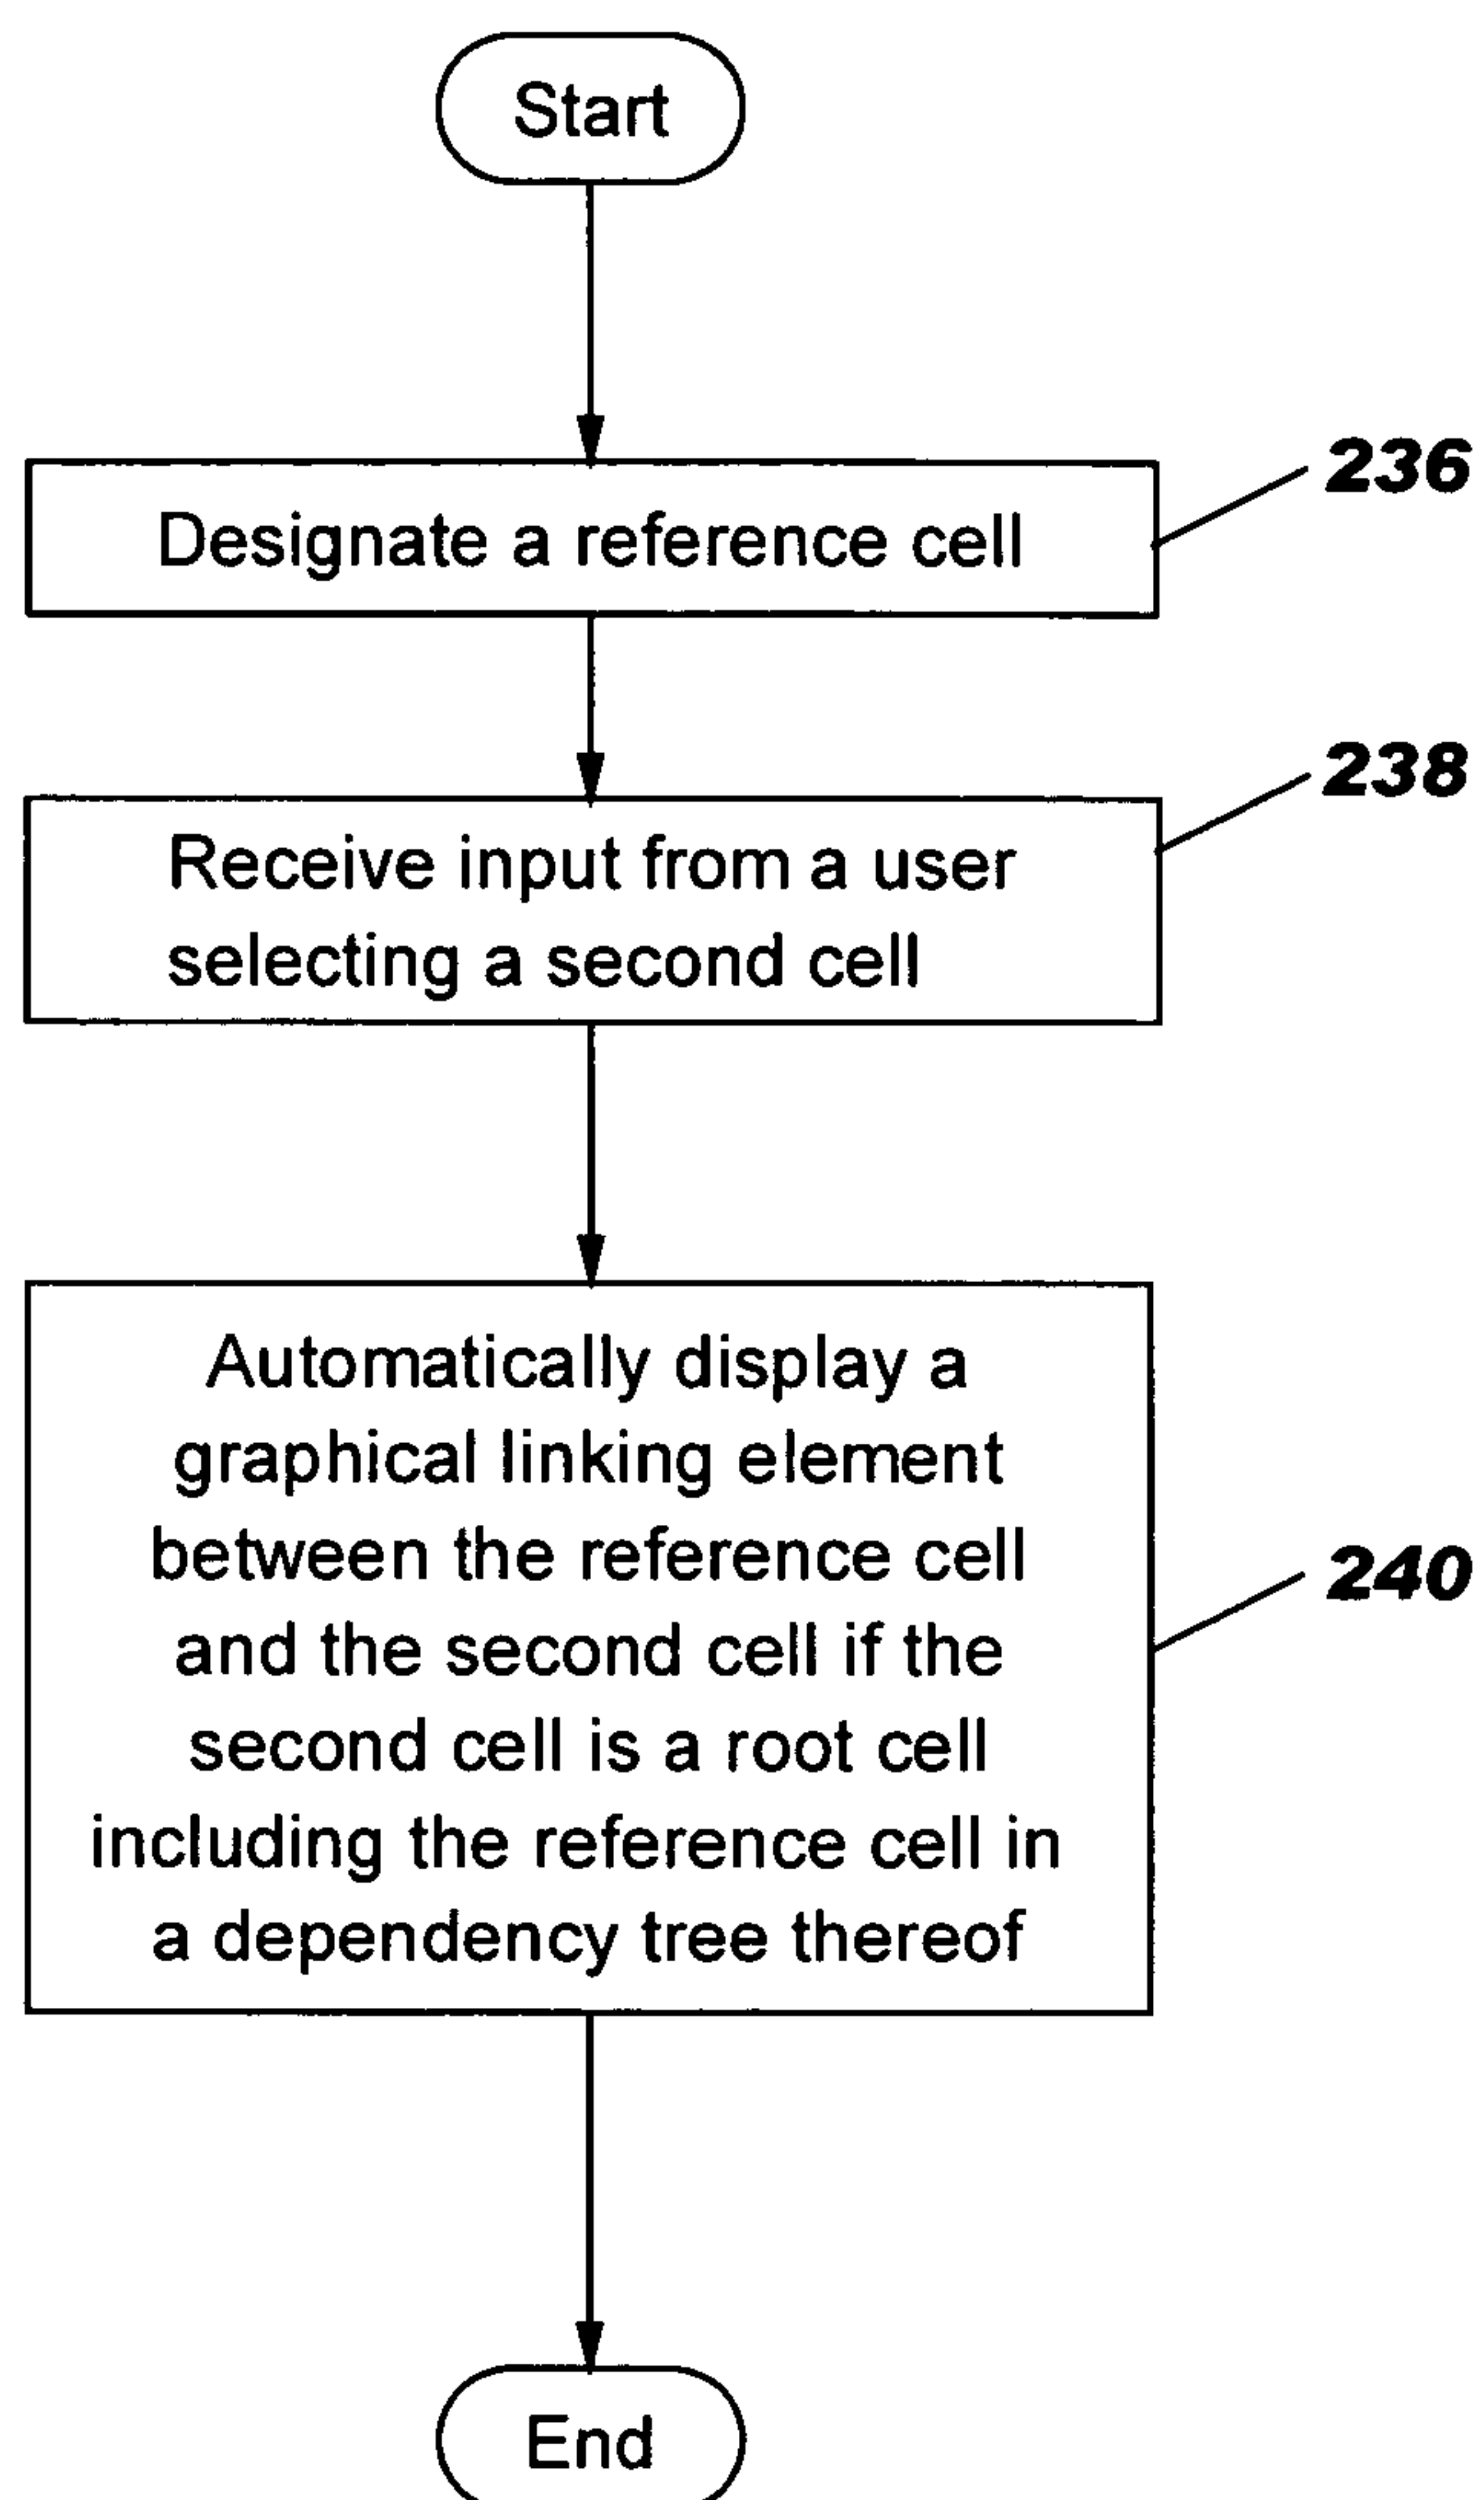 Start
Designate a reference cell
236
Receive input from a user
selecting a second cell
238
Automatically display a
graphical linking element
between the reference cell
and the second cell if the
second cell is a root cell
including the reference cell in
a dependency tree thereof
240
End